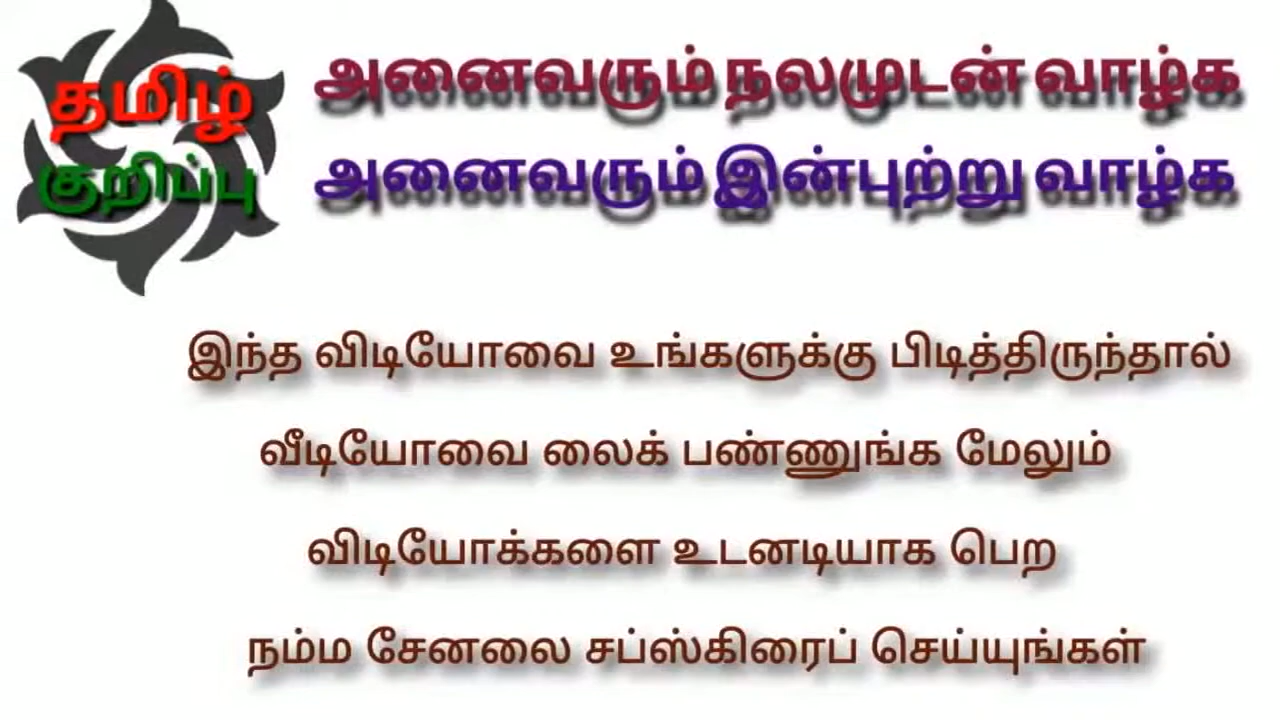 தமிழ்
குறிப்பு
அனைவரும் நலமுடன் வாழ்க
அனைவரும் இன்புற்று வாழ்க
இந்த விடியோவை உங்களுக்கு பிடித்திருந்தால்
வீடியோவை லைக் பண்ணுங்க மேலும்
விடியோக்களை உடனடியாக பெற
நம்ம சேனலை சப்ஸ்கிரைப் செய்யுங்கள்